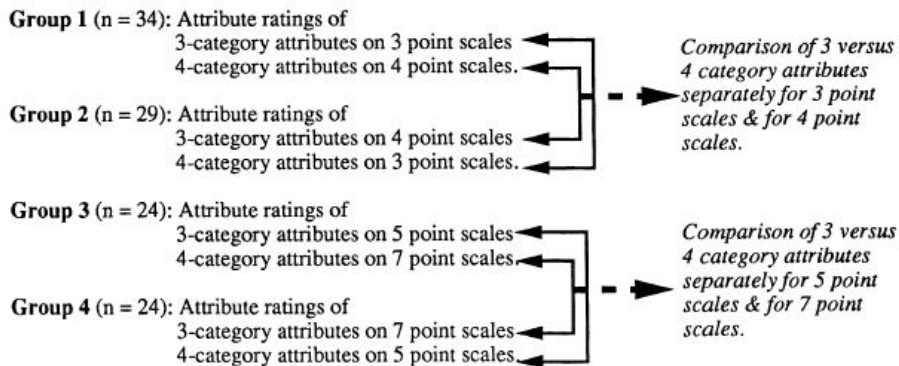 Group 1 (n = 34): Attribute ratings of
3-category attributes on 3 point scales
4-category attributes on 4 point scales.
Group 2 (n = 29): Attribute ratings of
3-category attributes on 4 point scales
4-category attributes on 3 point scales.
Comparison of 3 versus
4 category attributes
separately for 3 point
scales & for 4 point
scales.
Group 3 (n = 24): Attribute ratings of
3-category attributes on 5 point scales
4-category attributes on 7 point scales.
Group 4 (n = 24): Attribute ratings of
3-category attributes on 7 point scales
4-category attributes on 5 point scales.
Comparison of 3 versus
4 category attributes
separately for 5 point
scales & for 7 point
scales.